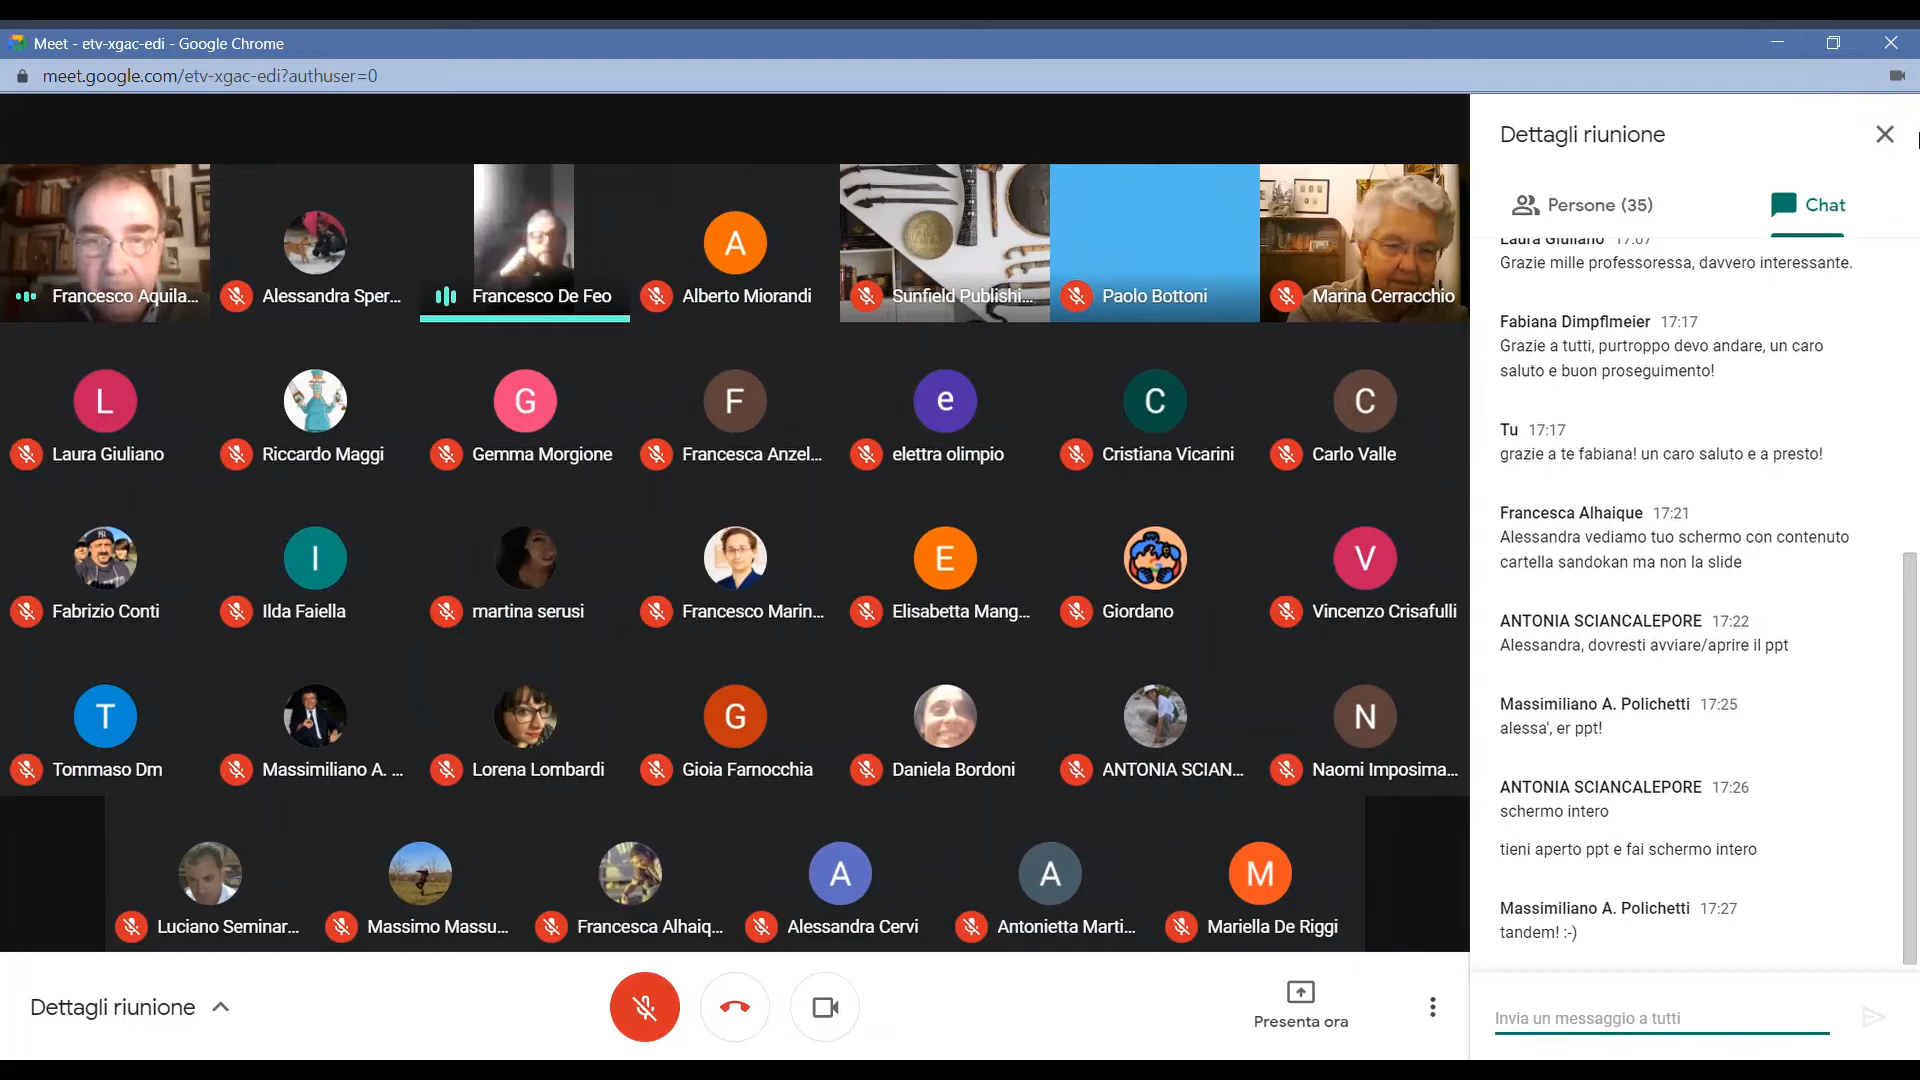 Meet - etv-xgac-edi - Google Chrome
meet.google.com/etv-xgac-edi?authuser=0
Francesco Aquila...
Alessandra Sper...
Francesco De Feo
A
Alberto Miorandi
Sunfield Publishi...
Paolo Bottoni
Marina Cerracchio
L
Laura Giuliano
Riccardo Maggi
G
Gemma Morgione
F
Francesca Anzel...
e
elettra olimpio
C
Cristiana Vicarini
C
Carlo Valle
Fabrizio Conti
I
Ilda Faiella
martina serusi
Francesco Marin...
E
Elisabetta Mang...
Giordano
V
Vincenzo Crisafulli
T
Tommaso Dm
Massimiliano A. ...
Lorena Lombardi
G
Gioia Farnocchia
Daniela Bordoni
ANTONIA SCIAN...
N
Naomi Imposima...
Luciano Seminar...
Massimo Massu...
Francesca Alhaiq...
A
Alessandra Cervi
A
Antonietta Marti...
M
Mariella De Riggi
Dettagli riunione
Presenta ora
Dettagli riunione
Persone (35)
Chat
Laura Giuliano 17:07
Grazie mille professoressa, davvero interessante.
Fabiana Dimpflmeier 17:17
Grazie a tutti, purtroppo devo andare, un caro
saluto e buon proseguimento!
Tu 17:17
grazie a te fabiana! un caro saluto e a presto!
Francesca Alhaique 17:21
Alessandra vediamo tuo schermo con contenuto
cartella sandokan ma non la slide
ANTONIA SCIANCALEPORE 17:22
Alessandra, dovresti avviare/aprire il ppt
Massimiliano A. Polichetti 17:25
alessa', er ppt!
ANTONIA SCIANCALEPORE 17:26
schermo intero
tieni aperto ppt e fai schermo intero
Massimiliano A. Polichetti 17:27
tandem! :-)
Invia un messaggio a tutti